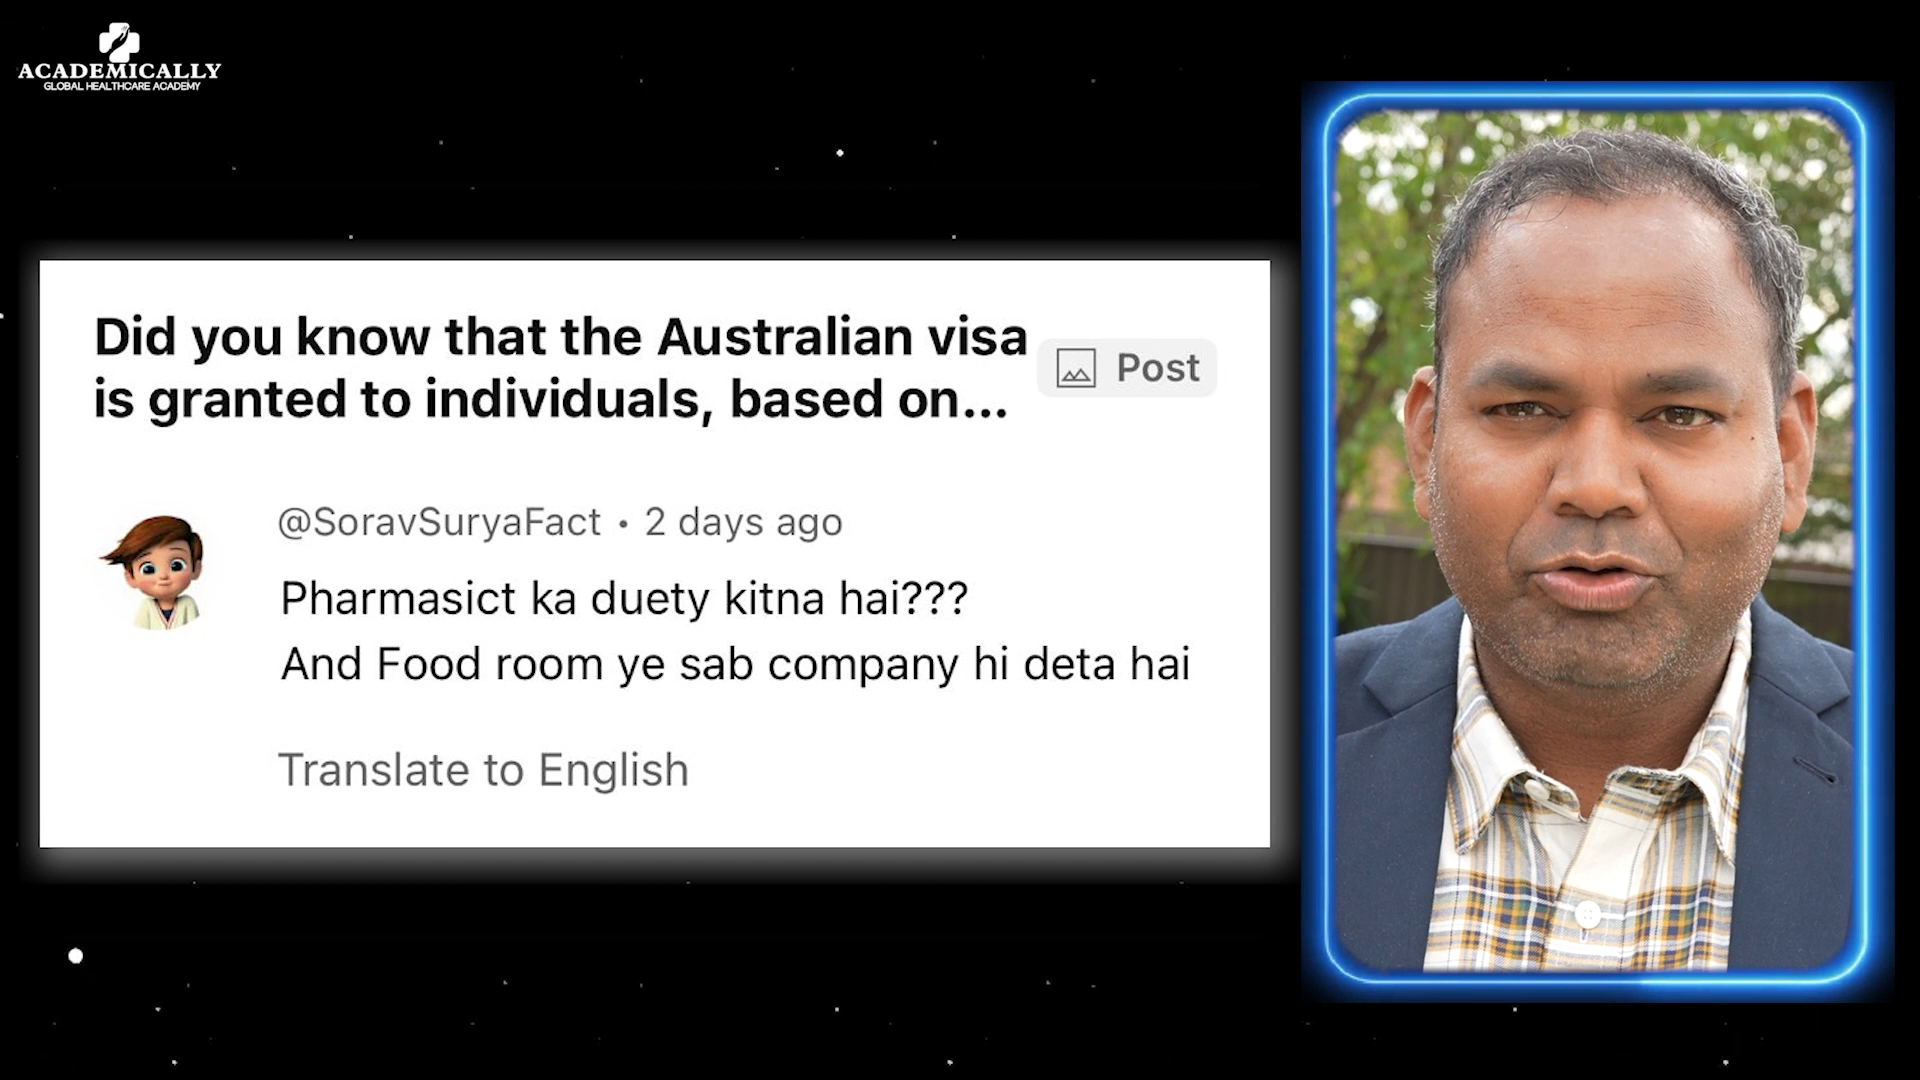 ACADEMICALLY
GLOBAL HEALTHCARE ACADEMY
Did you know that the Australian visa
is granted to individuals, based on...
Post
@SoravSuryaFact • 2 days ago
Pharmasict ka duety kitna hai???
And Food room ye sab company hi deta hai
Translate to English